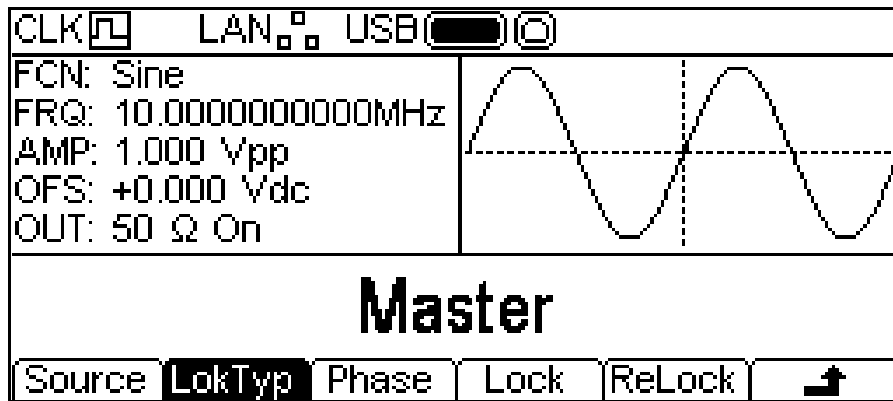 CLK LAN USB
FCN: Sine
FRQ: 10.0000000000MHz
AMP: 1.000 Vpp
OFS: +0.000 Vdc
OUT: 50 Ω On
Master
Source LokTyp Phase Lock ReLock